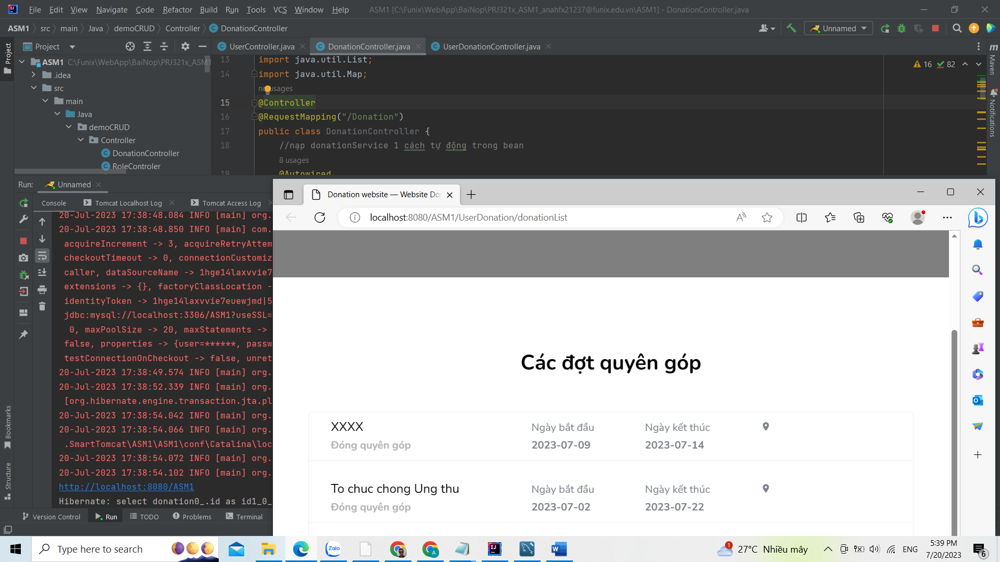 File Edit View Navigate Code Refactor Build Run Tools VCS Window Help ASM1 [C:\Funix\WebApp\BaiNop\PRJ321x_ASM1_anahfx21237@funix.edu.vn\ASM1] - DonationController.java
ASM1 src main Java demoCRUD Controller DonationController
Unnamed
Project
UserController.java
DonationController.java
UserDonationController.java
ASM1 C:\Funix\WebApp\BaiNop\PRJ321x_ASM1
.idea
src
main
Java
demoCRUD
Controller
DonationController
RoleControler
Project
Bookmarks
Structure
Maven
Notifications
16 82
13 import java.util.List;
14 import java.util.Map;
no usages
15 @Controller
16 @RequestMapping("/Donation")
17 public class DonationController {
18 //nạp donationService 1 cách tự động trong bean
8 usages
19 @Autowired
Run: Unnamed
Console Tomcat Localhost Log Tomcat Access Log
20-Jul-2023 17:38:48.084 INFO [main] org.
20-Jul-2023 17:38:48.850 INFO [main] com.
acquireIncrement -> 3, acquireRetryAttem
checkoutTimeout -> 0, connectionCustomiz
caller, dataSourceName -> 1hge14laxvvie7
extensions -> {}, factoryClassLocation -
identityToken -> 1hge14laxvvie7euewjmd|5
jdbc:mysql://localhost:3306/ASM1?useSSL=
0, maxPoolSize -> 20, maxStatements ->
false, properties -> {user=******, passw
testConnectionOnCheckout -> false, unret
20-Jul-2023 17:38:49.574 INFO [main] org.
20-Jul-2023 17:38:52.339 INFO [main] org.
[org.hibernate.engine.transaction.jta.pl
20-Jul-2023 17:38:54.042 INFO [main] org.
20-Jul-2023 17:38:54.066 INFO [main] org.
.SmartTomcat\ASM1\ASM1\conf\Catalina\loc
20-Jul-2023 17:38:54.072 INFO [main] org.
20-Jul-2023 17:38:54.102 INFO [main] org.
http://localhost:8080/ASM1
Hibernate: select donation0_.id as id1_0_
Version Control Run TODO Problems Terminal
Donation website — Website Do
localhost:8080/ASM1/UserDonation/donationList
Các đợt quyên góp
XXXX Ngày bắt đầu Ngày kết thúc
Đóng quyên góp 2023-07-09 2023-07-14
To chuc chong Ung thu Ngày bắt đầu Ngày kết thúc
Đóng quyên góp 2023-07-02 2023-07-22
Type here to search
Zalo
1
27°C Nhiều mây
ENG
5:39 PM
7/20/2023
6